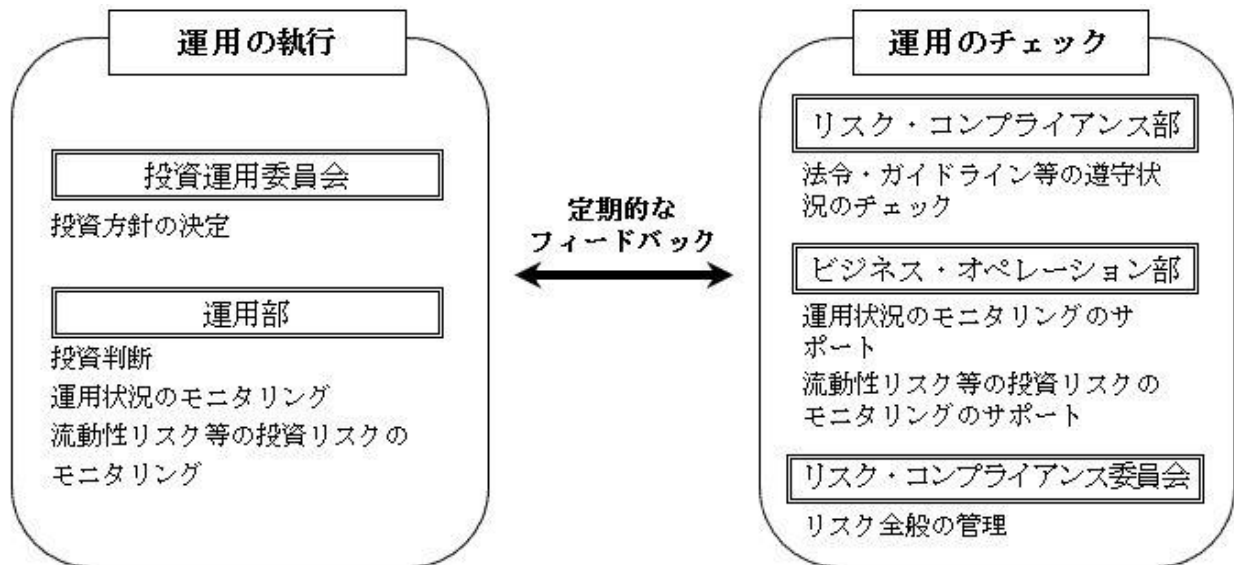 運用の執行
投資運用委員会
投資方針の決定
運用部
投資判断
運用状況のモニタリング
流動性リスク等の投資リスクの
モニタリング
定期的な
フィードバック
運用のチェック
リスク・コンプライアンス部
法令・ガイドライン等の遵守状
況のチェック
ビジネス・オペレーション部
運用状況のモニタリングのサ
ポート
流動性リスク等の投資リスクの
モニタリングのサポート
リスク・コンプライアンス委員会
リスク全般の管理